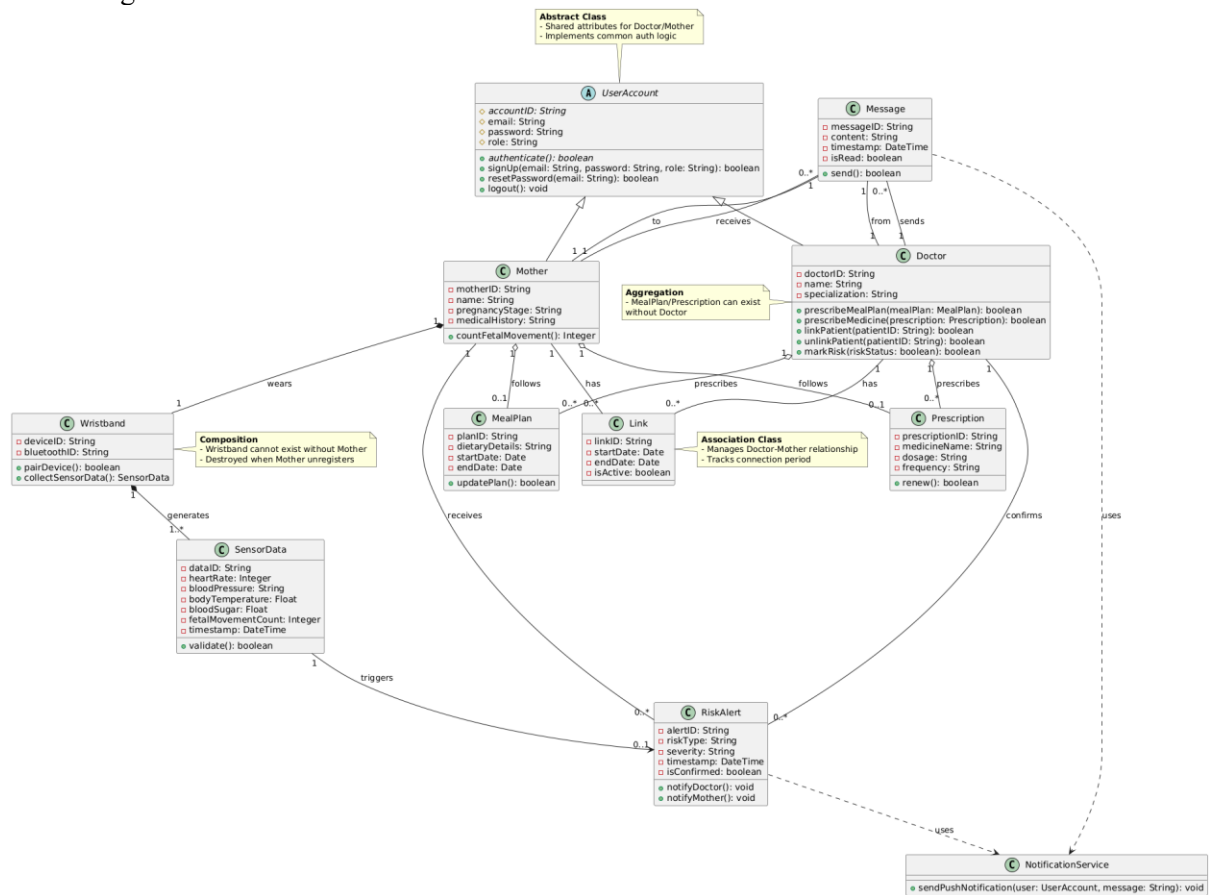 Abstract Class
- Shared attributes for Doctor/Mother
- Implements common auth logic
A UserAccount
accountID: String
email: String
password: String
role: String
authenticate(): boolean
signUp(email: String, password: String, role: String): boolean
resetPassword(email: String): boolean
logout(): void
C Message
messageID: String
content: String
timestamp: DateTime
isRead: boolean
send(): boolean
0..*
1
1
0..*
to
receives
from
sends
1
1
1
1
C Mother
motherID: String
name: String
pregnancyStage: String
medicalHistory: String
countFetalMovement(): Integer
Aggregation
- MealPlan/Prescription can exist
without Doctor
C Doctor
doctorID: String
name: String
specialization: String
prescribeMealPlan(mealPlan: MealPlan): boolean
prescribeMedicine(prescription: Prescription): boolean
linkPatient(patientID: String): boolean
unlinkPatient(patientID: String): boolean
markRisk(riskStatus: boolean): boolean
1
1
1
1
1
1
1
1
1
wears
follows
has
prescribes
follows
has
prescribes
1
0..1
0..*
0..*
0..*
0..1
0..*
C Wristband
deviceID: String
bluetoothID: String
pairDevice(): boolean
collectSensorData(): SensorData
Composition
- Wristband cannot exist without Mother
- Destroyed when Mother unregisters
C MealPlan
planID: String
dietaryDetails: String
startDate: Date
endDate: Date
updatePlan(): boolean
C Link
linkID: String
startDate: Date
endDate: Date
isActive: boolean
Association Class
- Manages Doctor-Mother relationship
- Tracks connection period
C Prescription
prescriptionID: String
medicineName: String
dosage: String
frequency: String
renew(): boolean
1
generates
1..*
receives
confirms
uses
C SensorData
dataID: String
heartRate: Integer
bloodPressure: String
bodyTemperature: Float
bloodSugar: Float
fetalMovementCount: Integer
timestamp: DateTime
validate(): boolean
1
triggers
0..*
0..*
0..1
C RiskAlert
alertID: String
riskType: String
severity: String
timestamp: DateTime
isConfirmed: boolean
notifyDoctor(): void
notifyMother(): void
uses
C NotificationService
sendPushNotification(user: UserAccount, message: String): void